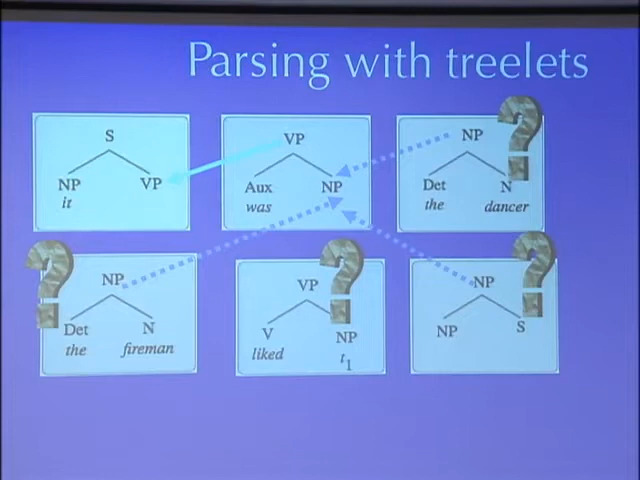 Parsing with treelets
S
NP VP
it
VP
Aux NP
was
NP
Det N
the dancer
NP
Det N
the fireman
VP
V NP
liked t1
NP
NP S